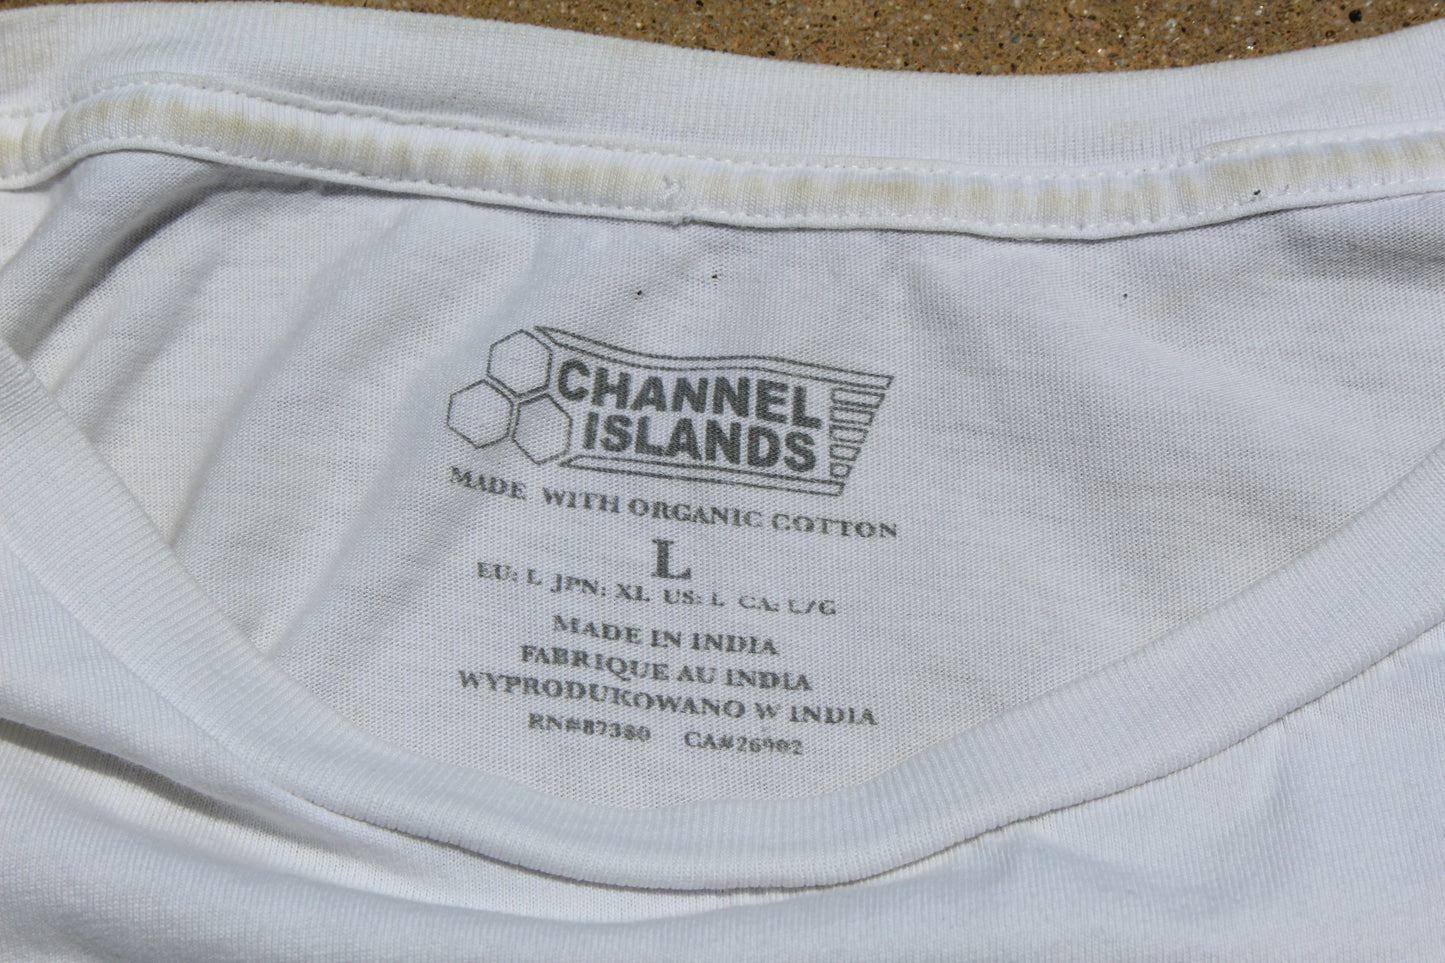 CHANNEL
ISLANDS
MADE WITH ORGANIC COTTON
L
EU: L JPN: XL US: L CA: L/G
MADE IN INDIA
FABRIQUE AU INDIA
WYPRODUKOWANO W INDIA
RN#87380 CA#26902